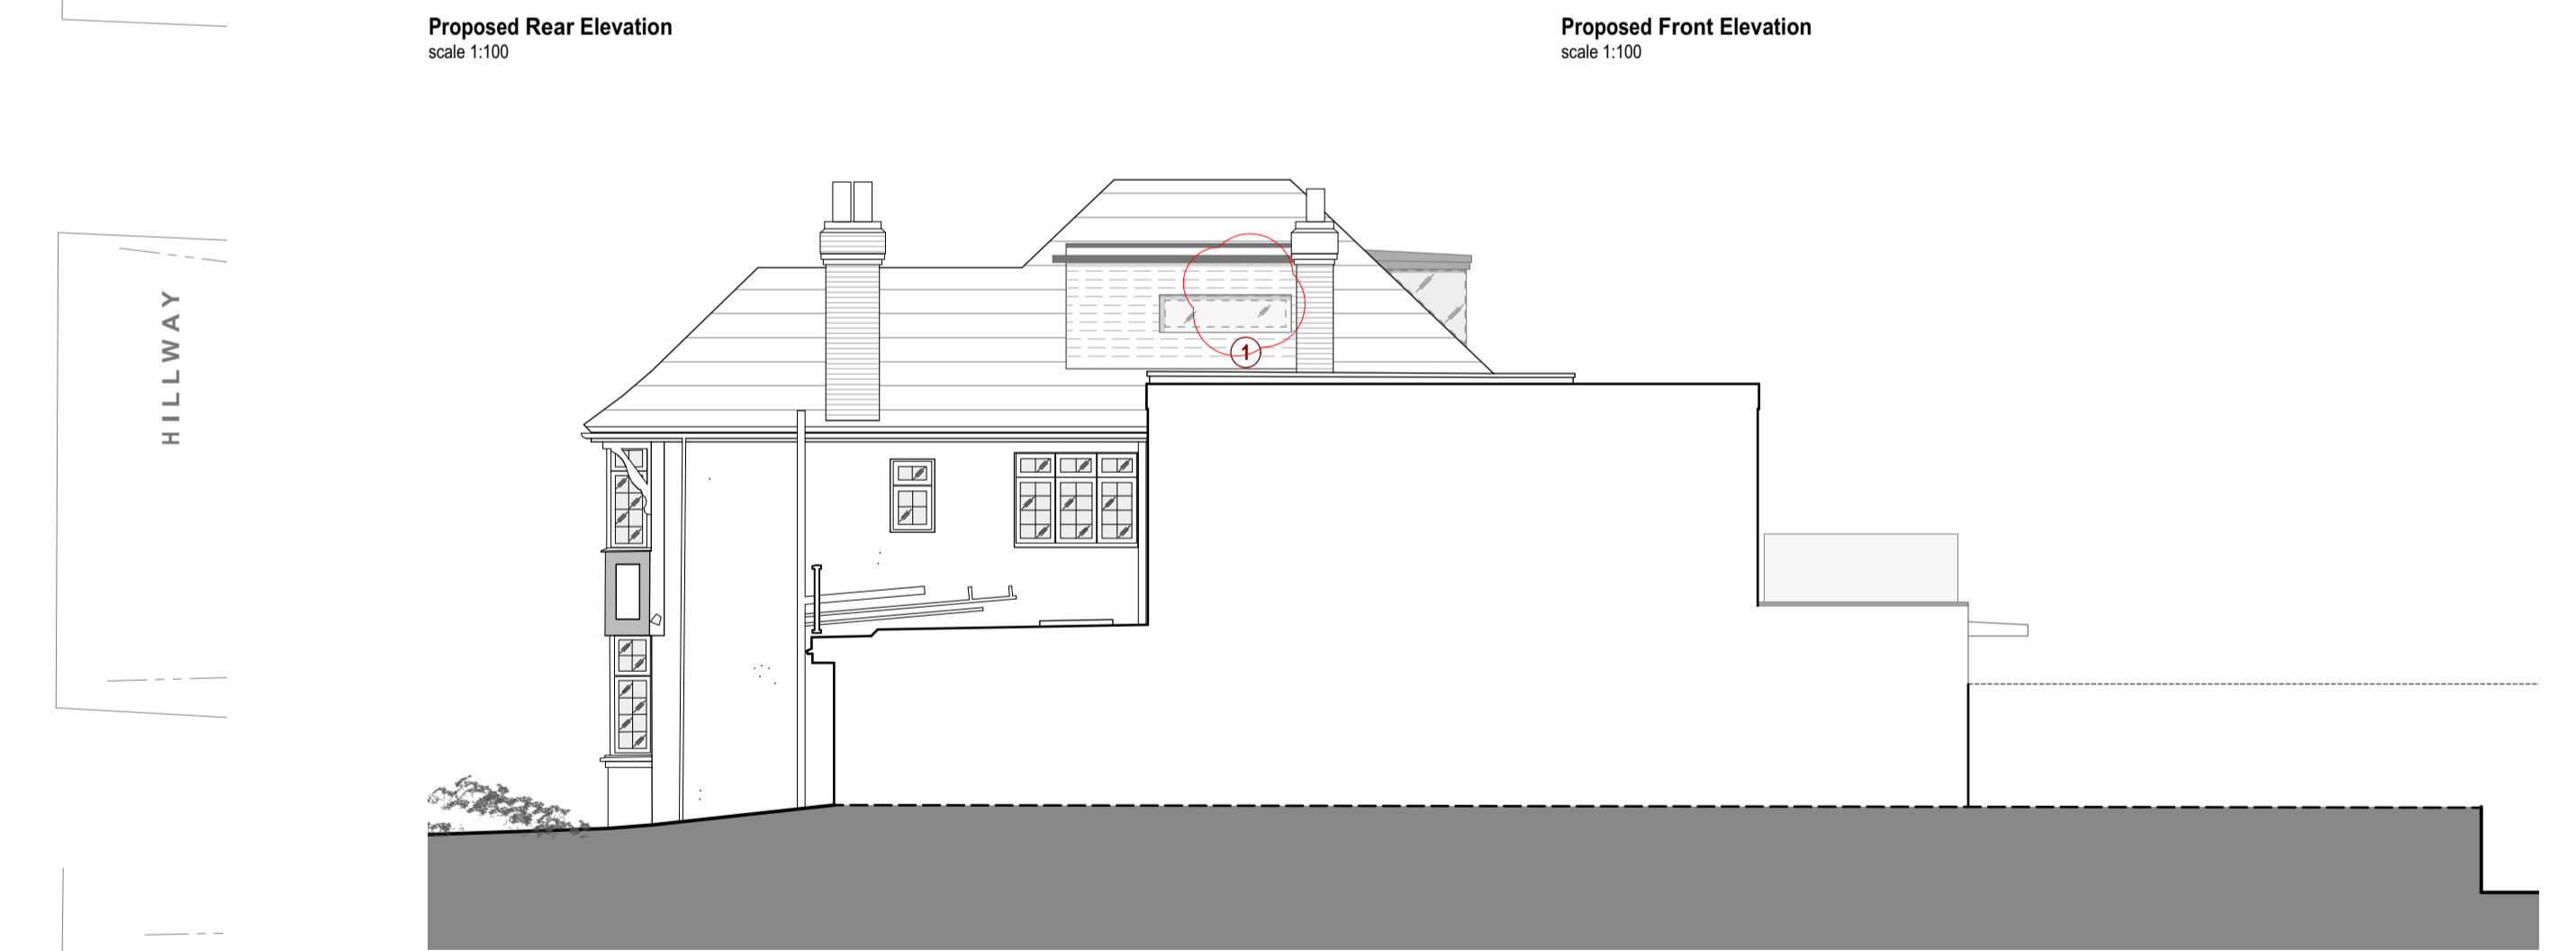 Proposed Rear Elevation
scale 1:100
Proposed Front Elevation
scale 1:100
HILLWAY
1